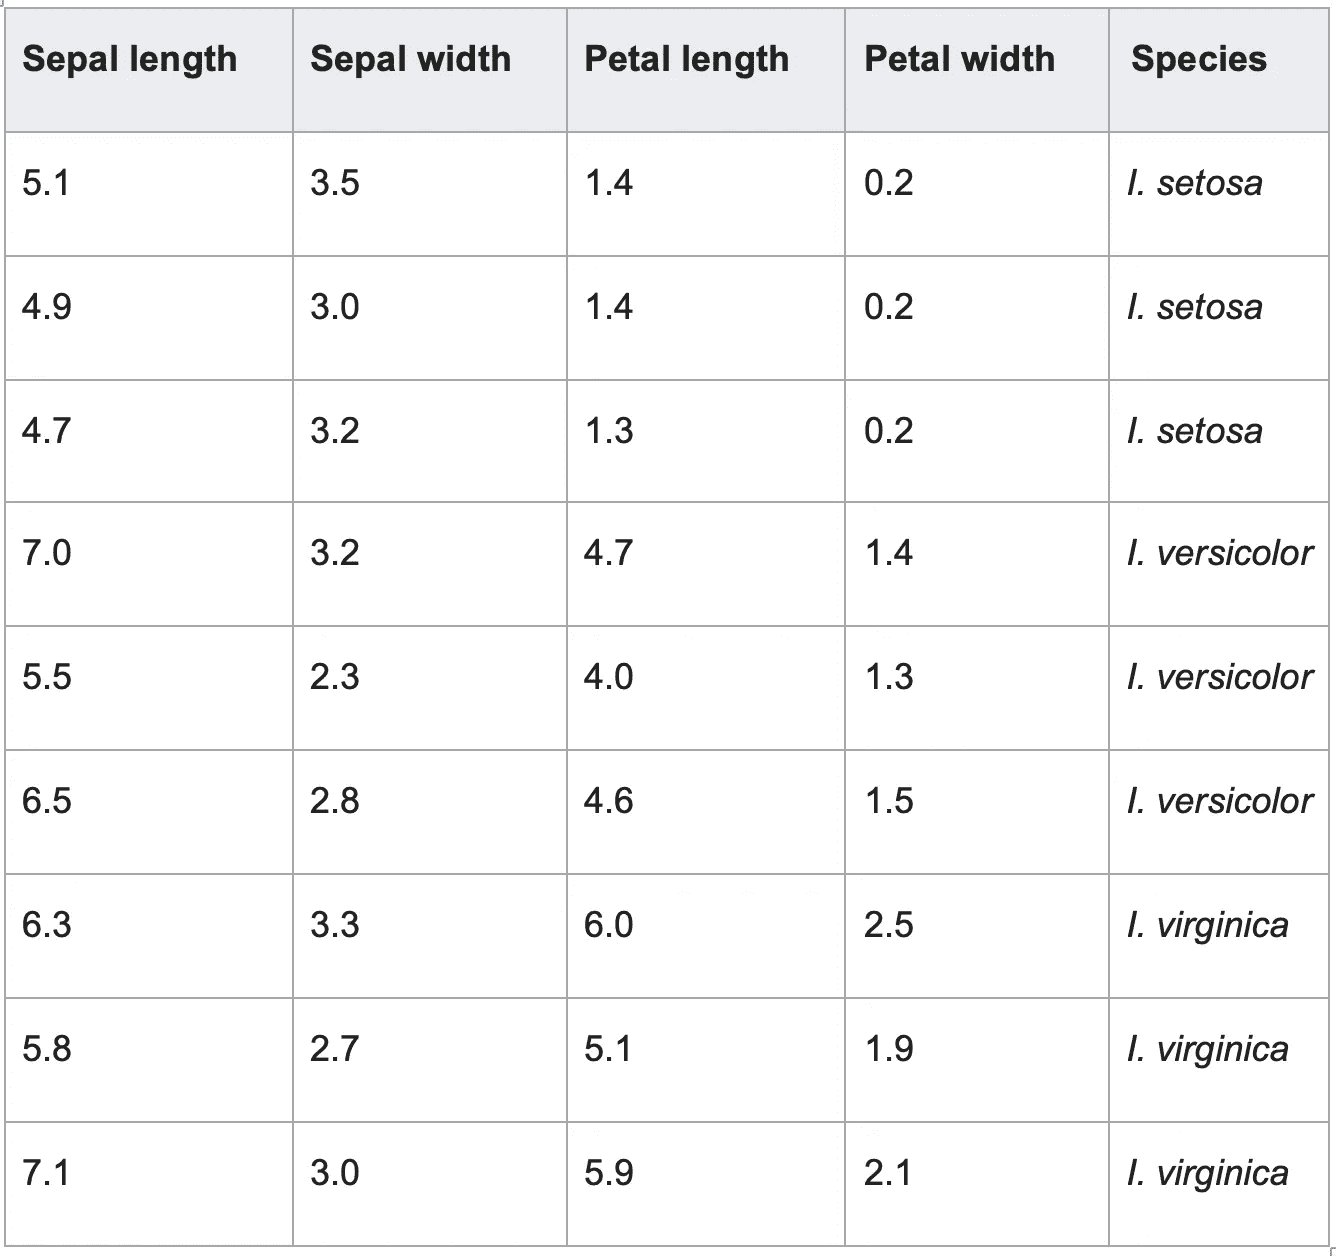 Sepal length Sepal width Petal length Petal width Species
5.1 3.5 1.4 0.2 I. setosa
4.9 3.0 1.4 0.2 I. setosa
4.7 3.2 1.3 0.2 I. setosa
7.0 3.2 4.7 1.4 I. versicolor
5.5 2.3 4.0 1.3 I. versicolor
6.5 2.8 4.6 1.5 I. versicolor
6.3 3.3 6.0 2.5 I. virginica
5.8 2.7 5.1 1.9 I. virginica
7.1 3.0 5.9 2.1 I. virginica